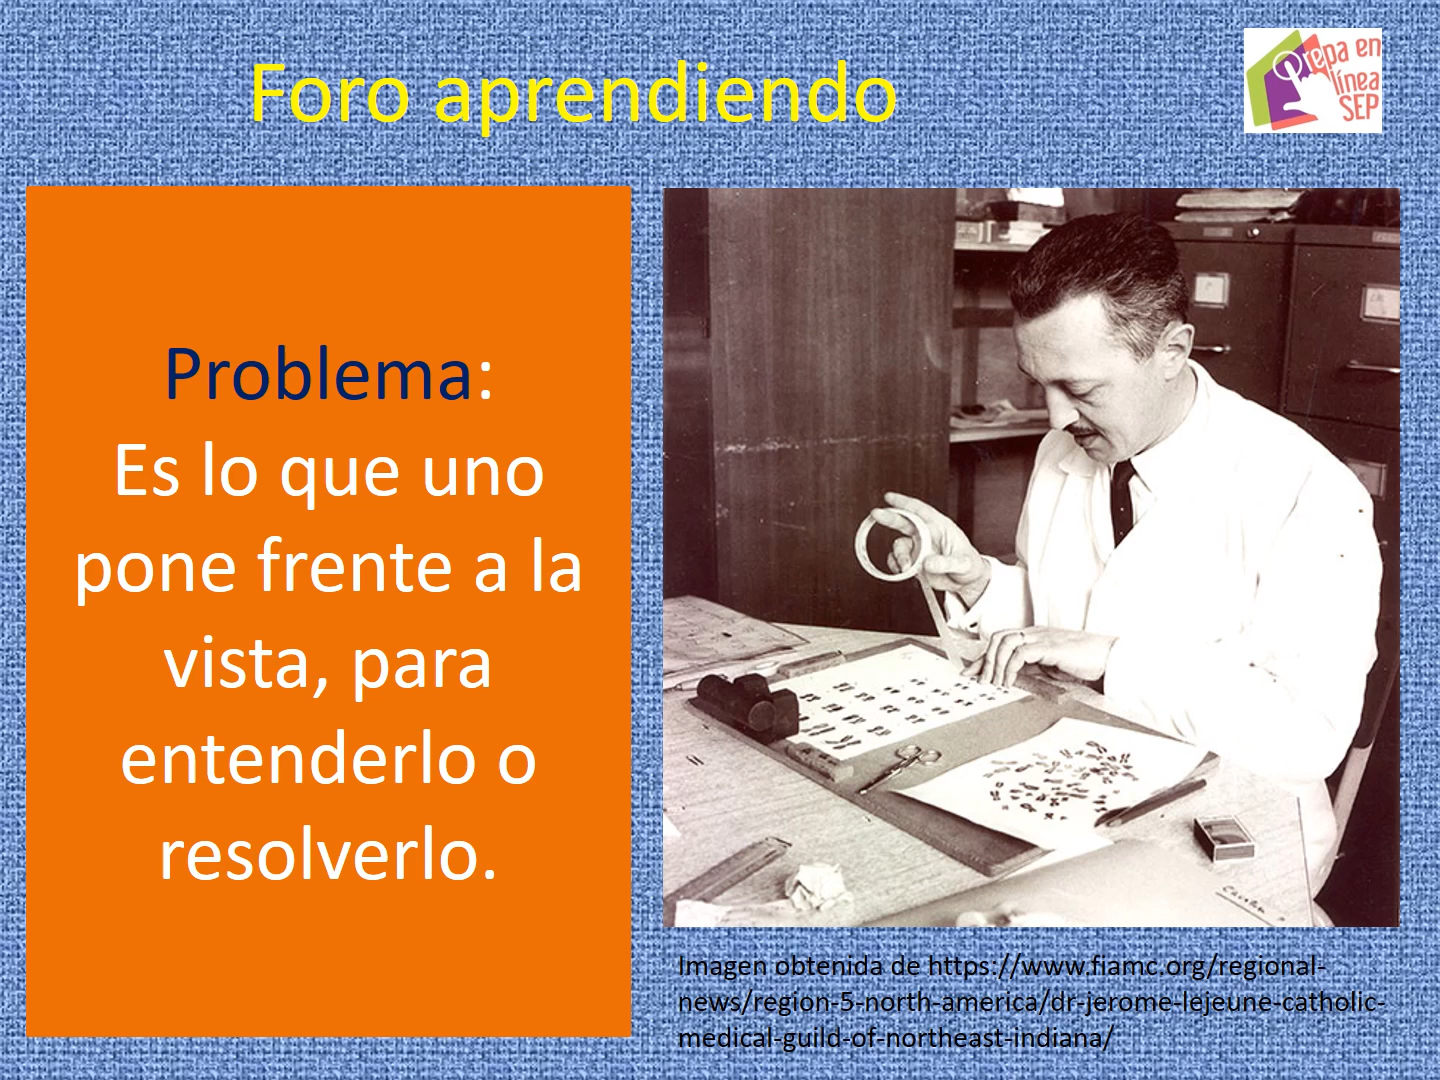 Foro aprendiendo
Prepa en
línea
SEP
Problema:
Es lo que uno
pone frente a la
vista, para
entenderlo o
resolverlo.
Imagen obtenida de https://www.fiamc.org/regional-
news/region-5-north-america/dr-jerome-lejeune-catholic-
medical-guild-of-northeast-indiana/